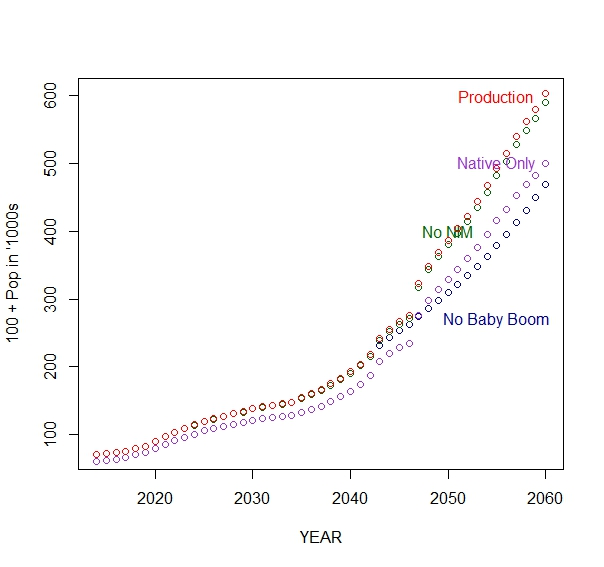 600
Production
500
Native Only
400
No NM
300
No Baby Boom
200
100
100 + Pop in '1000s
2020
2030
2040
2050
2060
YEAR